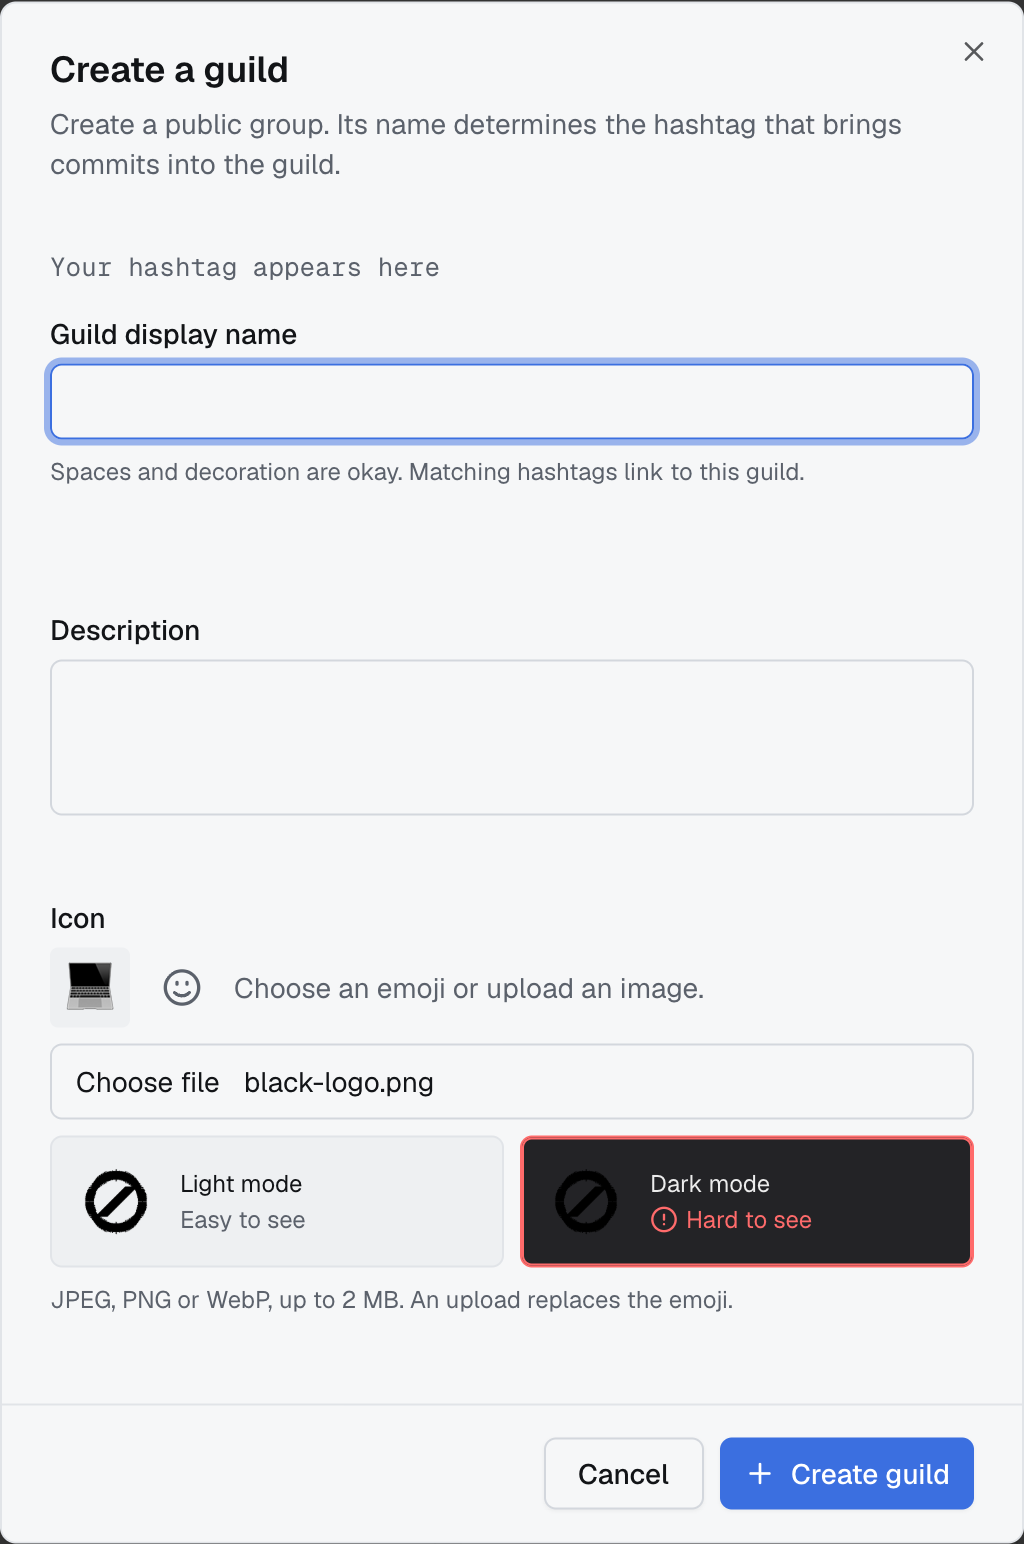 Create a guild
Create a public group. Its name determines the hashtag that brings
commits into the guild.
Your hashtag appears here
Guild display name
Spaces and decoration are okay. Matching hashtags link to this guild.
Description
Icon
Choose an emoji or upload an image.
Choose file black-logo.png
Light mode
Easy to see
Dark mode
Hard to see
JPEG, PNG or WebP, up to 2 MB. An upload replaces the emoji.
Cancel
Create guild